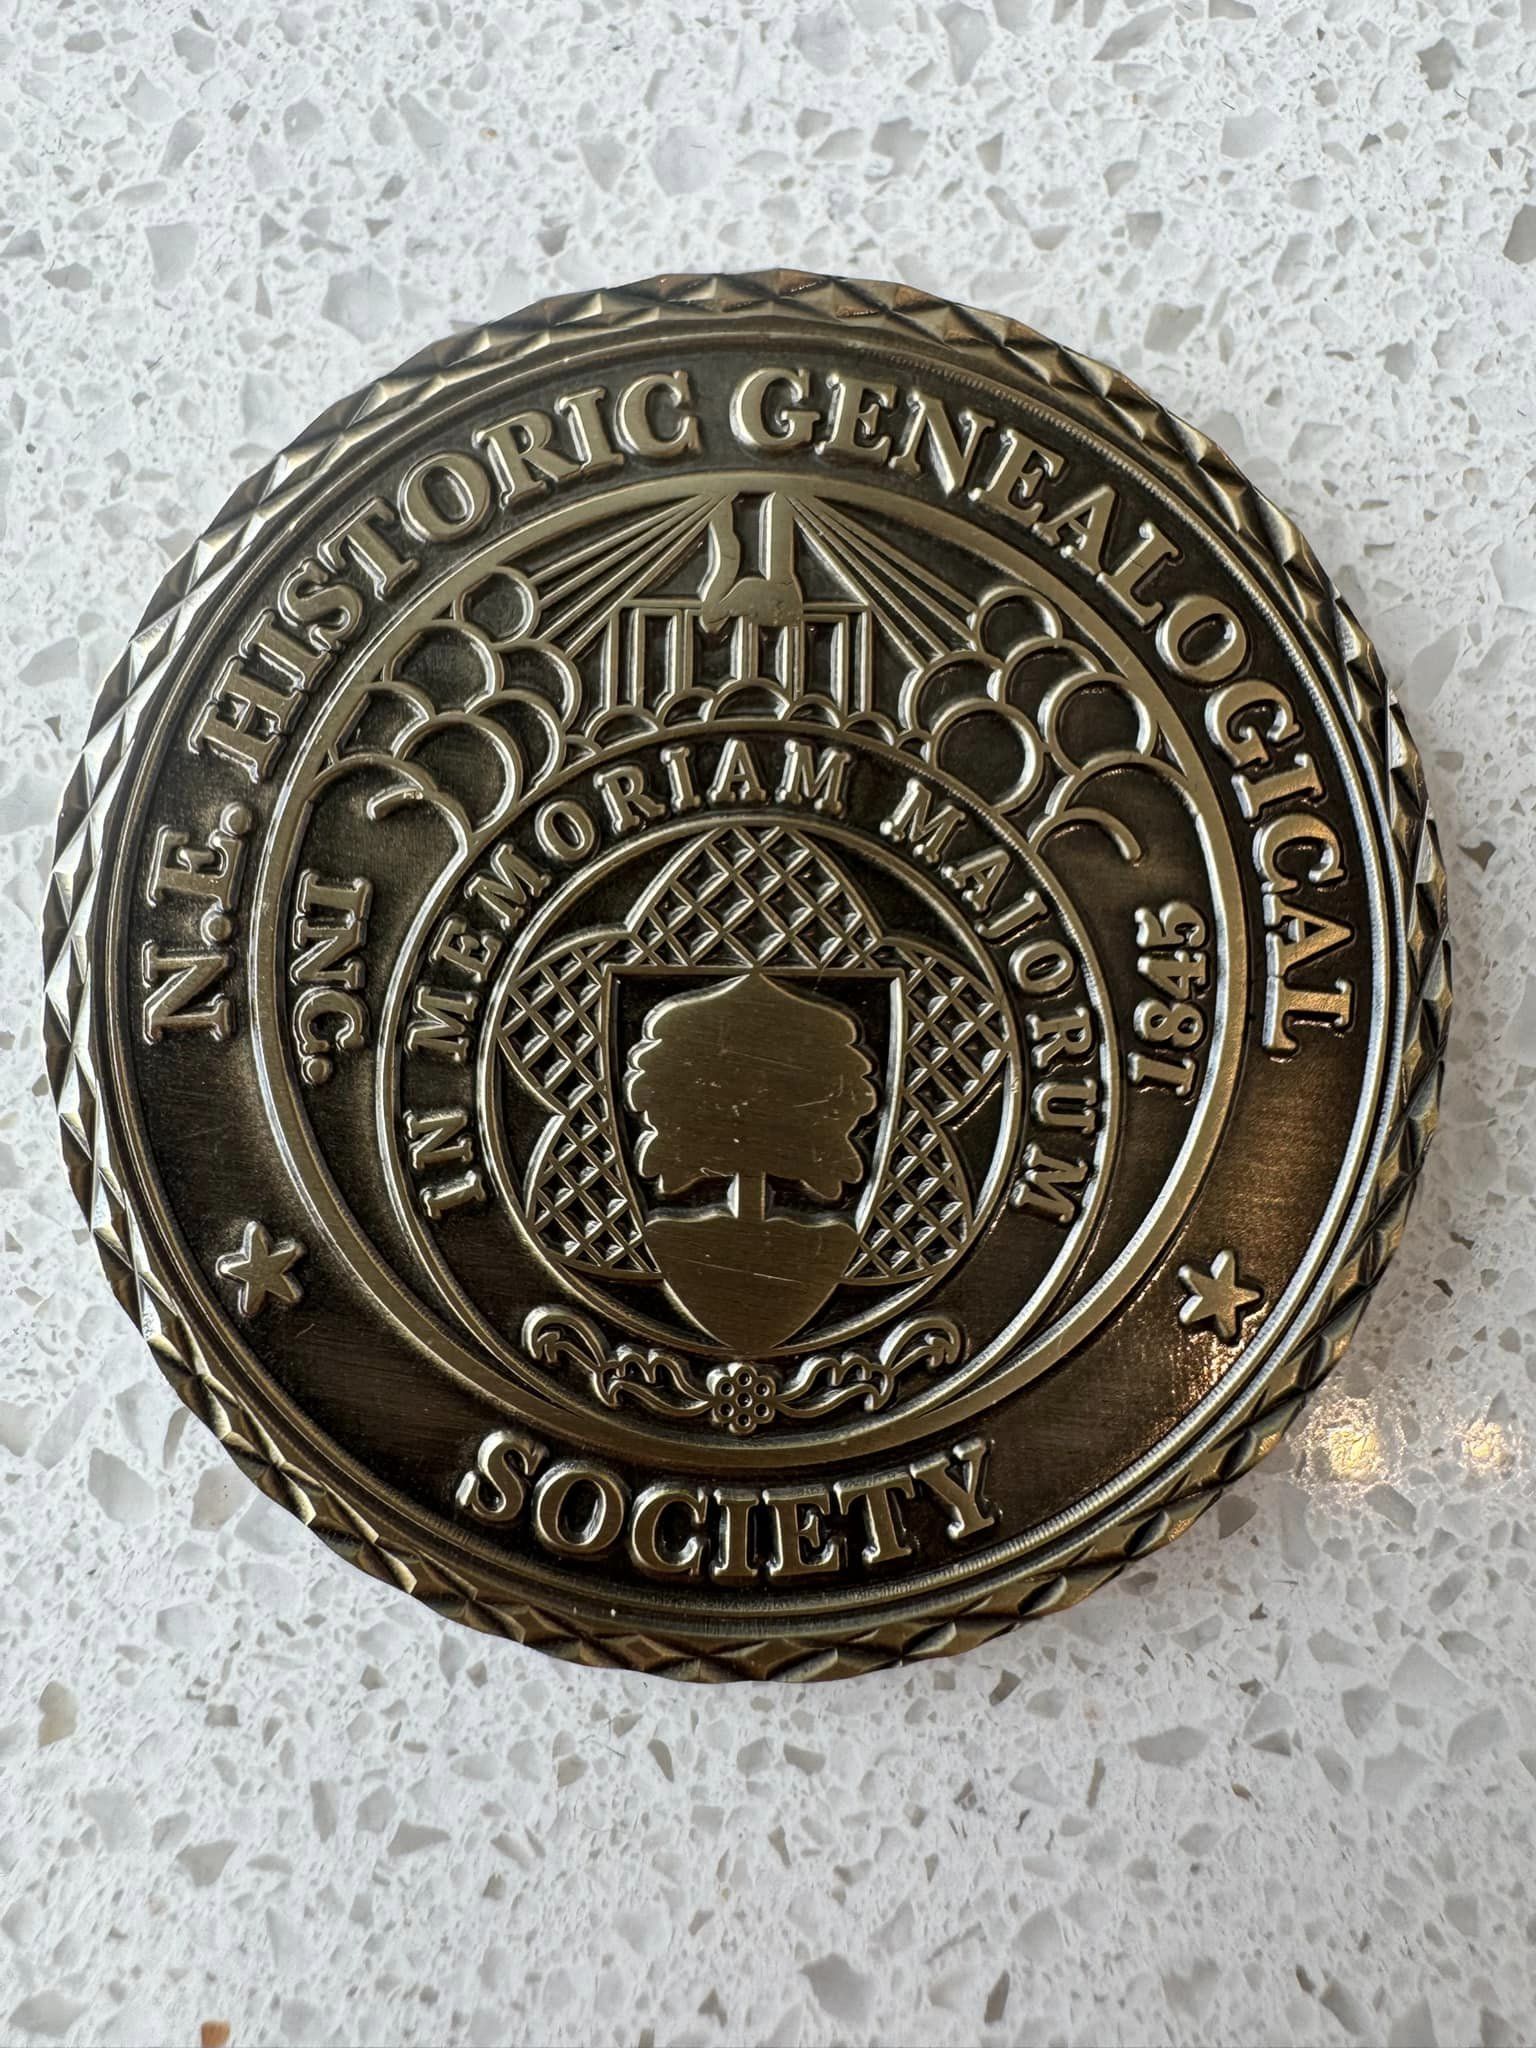 N.E. HISTORIC GENEALOGICAL
SOCIETY
INC. 1845
IN MEMORIAM MAJORUM